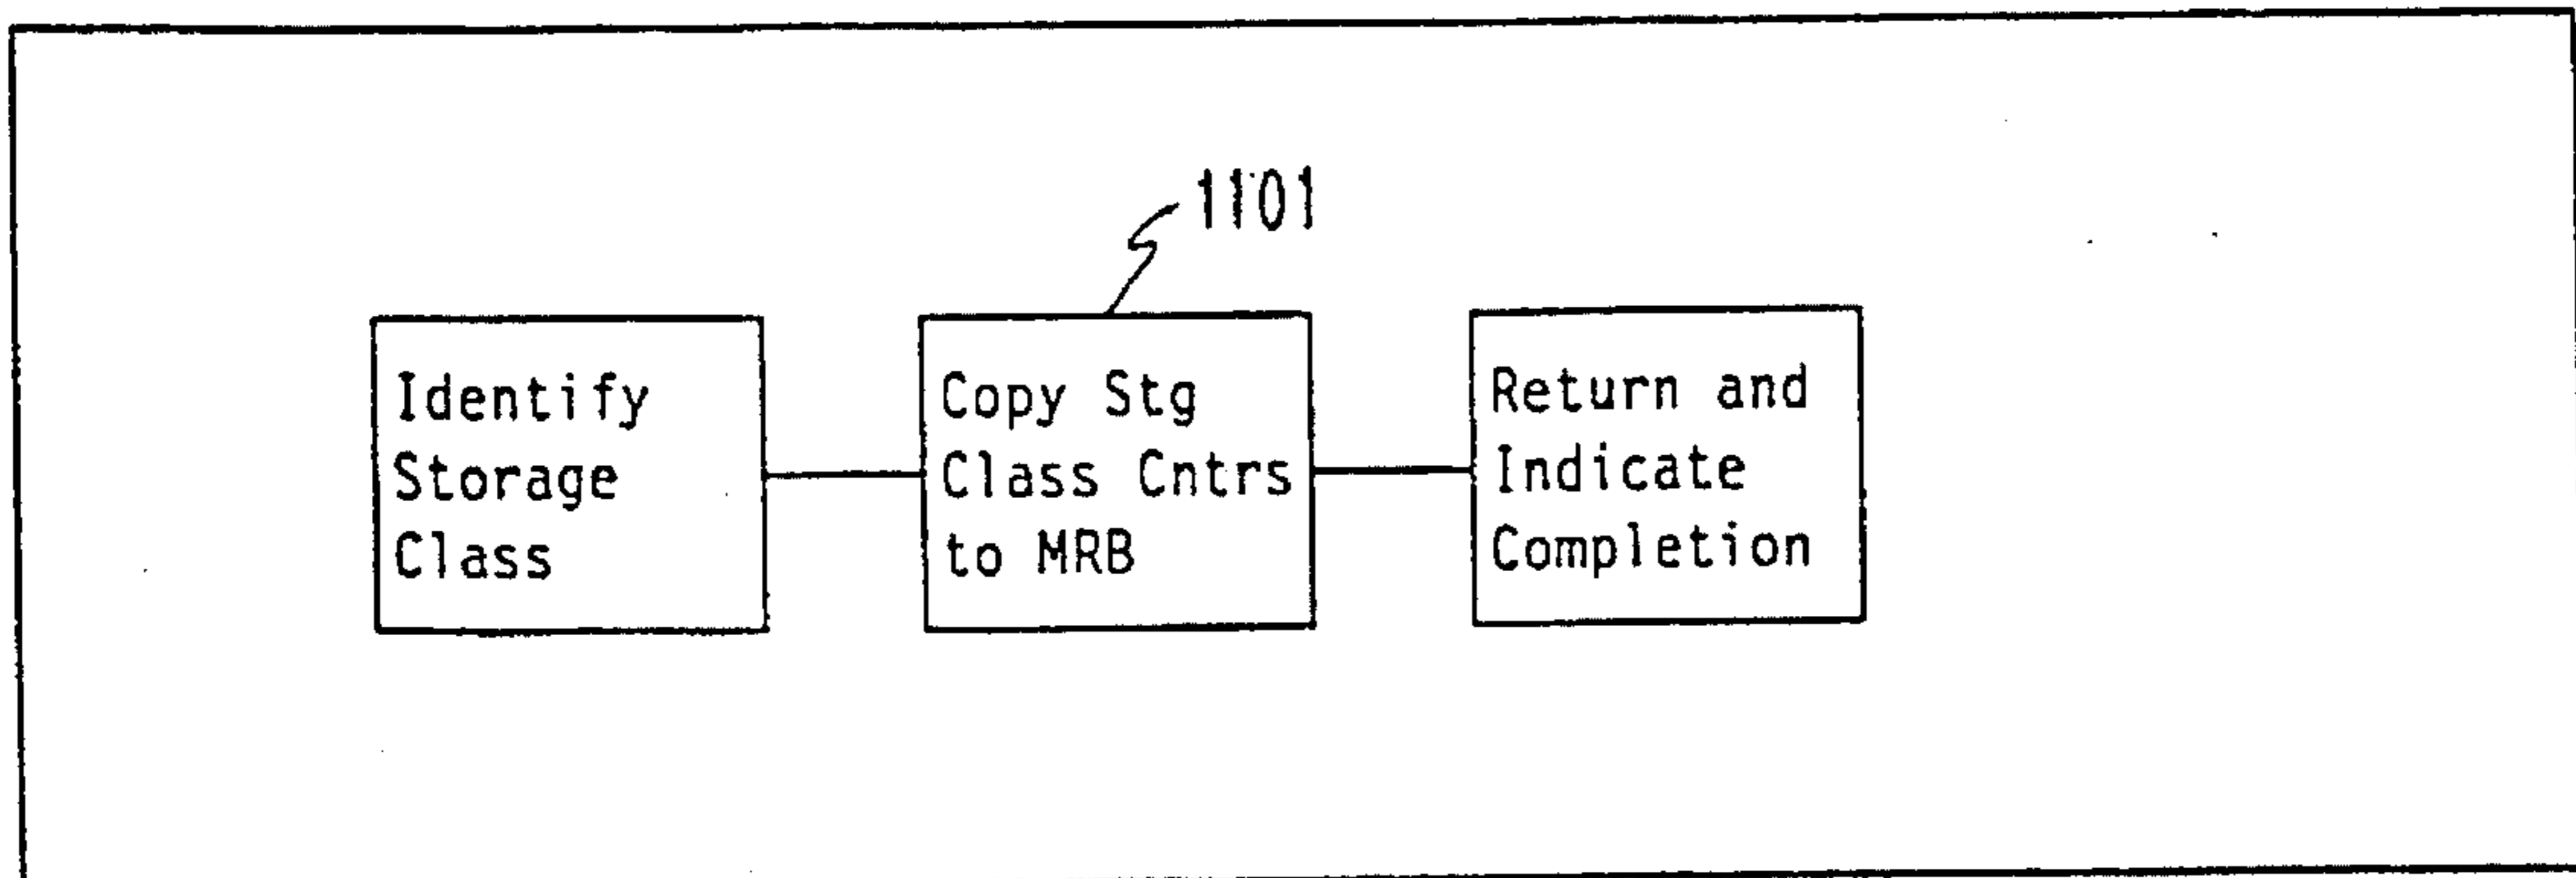 1101
Identify
Storage
Class
Copy Stg
Class Cntrs
to MRB
Return and
Indicate
Completion